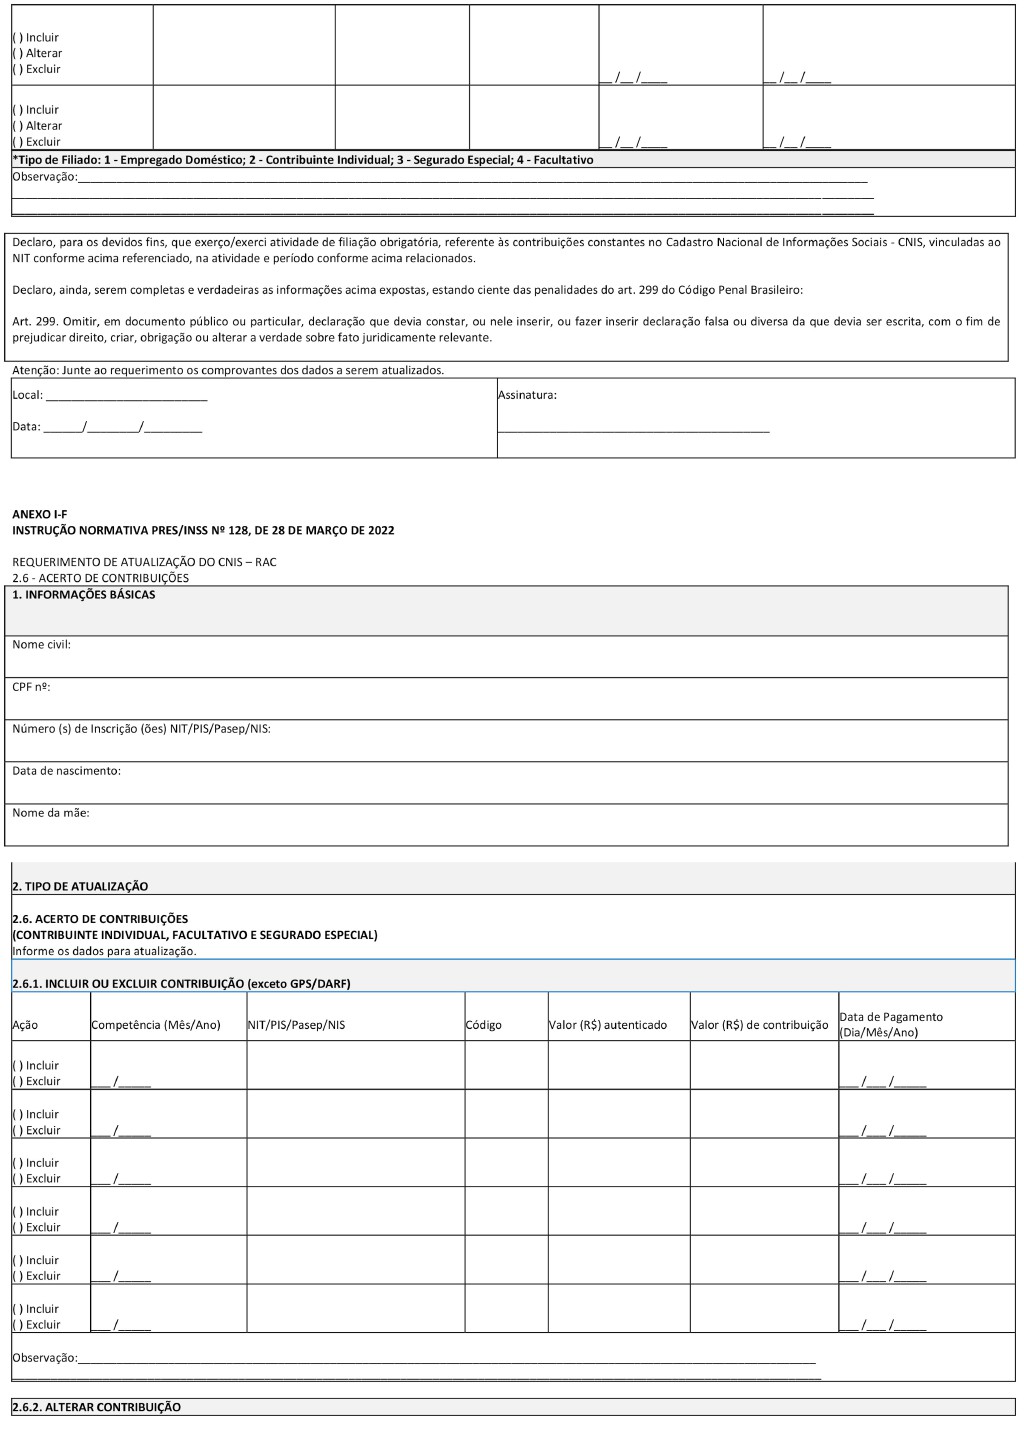 ( ) Incluir
( ) Alterar
( ) Excluir
__ /__ /____ __ /__ /____
( ) Incluir
( ) Alterar
( ) Excluir
__ /__ /____ __ /__ /____
*Tipo de Filiado: 1 - Empregado Doméstico; 2 - Contribuinte Individual; 3 - Segurado Especial; 4 - Facultativo
Observação:
Declaro, para os devidos fins, que exerço/exerci atividade de filiação obrigatória, referente às contribuições constantes no Cadastro Nacional de Informações Sociais - CNIS, vinculadas ao
NIT conforme acima referenciado, na atividade e período conforme acima relacionados.
Declaro, ainda, serem completas e verdadeiras as informações acima expostas, estando ciente das penalidades do art. 299 do Código Penal Brasileiro:
Art. 299. Omitir, em documento público ou particular, declaração que devia constar, ou nele inserir, ou fazer inserir declaração falsa ou diversa da que devia ser escrita, com o fim de
prejudicar direito, criar, obrigação ou alterar a verdade sobre fato juridicamente relevante.
Atenção: Junte ao requerimento os comprovantes dos dados a serem atualizados.
Local: ________________________
Data: ______/________/_________
Assinatura:
ANEXO I-F
INSTRUÇÃO NORMATIVA PRES/INSS Nº 128, DE 28 DE MARÇO DE 2022
REQUERIMENTO DE ATUALIZAÇÃO DO CNIS – RAC
2.6 - ACERTO DE CONTRIBUIÇÕES
1. INFORMAÇÕES BÁSICAS
Nome civil:
CPF nº:
Número (s) de Inscrição (ões) NIT/PIS/Pasep/NIS:
Data de nascimento:
Nome da mãe:
2. TIPO DE ATUALIZAÇÃO
2.6. ACERTO DE CONTRIBUIÇÕES
(CONTRIBUINTE INDIVIDUAL, FACULTATIVO E SEGURADO ESPECIAL)
Informe os dados para atualização.
2.6.1. INCLUIR OU EXCLUIR CONTRIBUIÇÃO (exceto GPS/DARF)
Ação Competência (Mês/Ano) NIT/PIS/Pasep/NIS Código Valor (R$) autenticado Valor (R$) de contribuição Data de Pagamento
(Dia/Mês/Ano)
( ) Incluir
( ) Excluir ___ /_____ ___ /___ /_____
( ) Incluir
( ) Excluir ___ /_____ ___ /___ /_____
( ) Incluir
( ) Excluir ___ /_____ ___ /___ /_____
( ) Incluir
( ) Excluir ___ /_____ ___ /___ /_____
( ) Incluir
( ) Excluir ___ /_____ ___ /___ /_____
( ) Incluir
( ) Excluir ___ /_____ ___ /___ /_____
Observação:
2.6.2. ALTERAR CONTRIBUIÇÃO